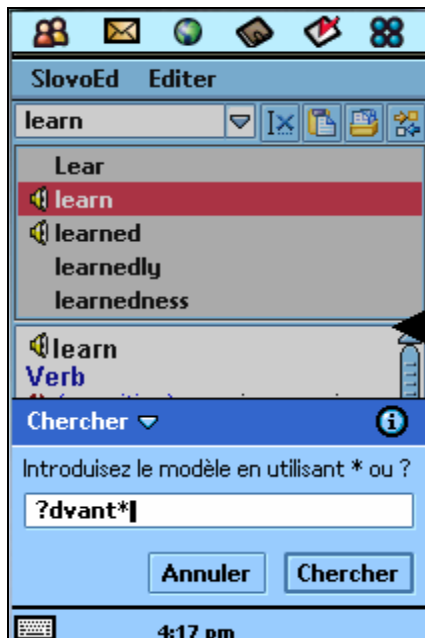 SlovoEd Editer
learn
Lear
learn
learned
learnedly
learnedness
learn
Verb
Chercher
Introduisez le modèle en utilisant * ou ?
?dvant*
Annuler Chercher
4:17 pm